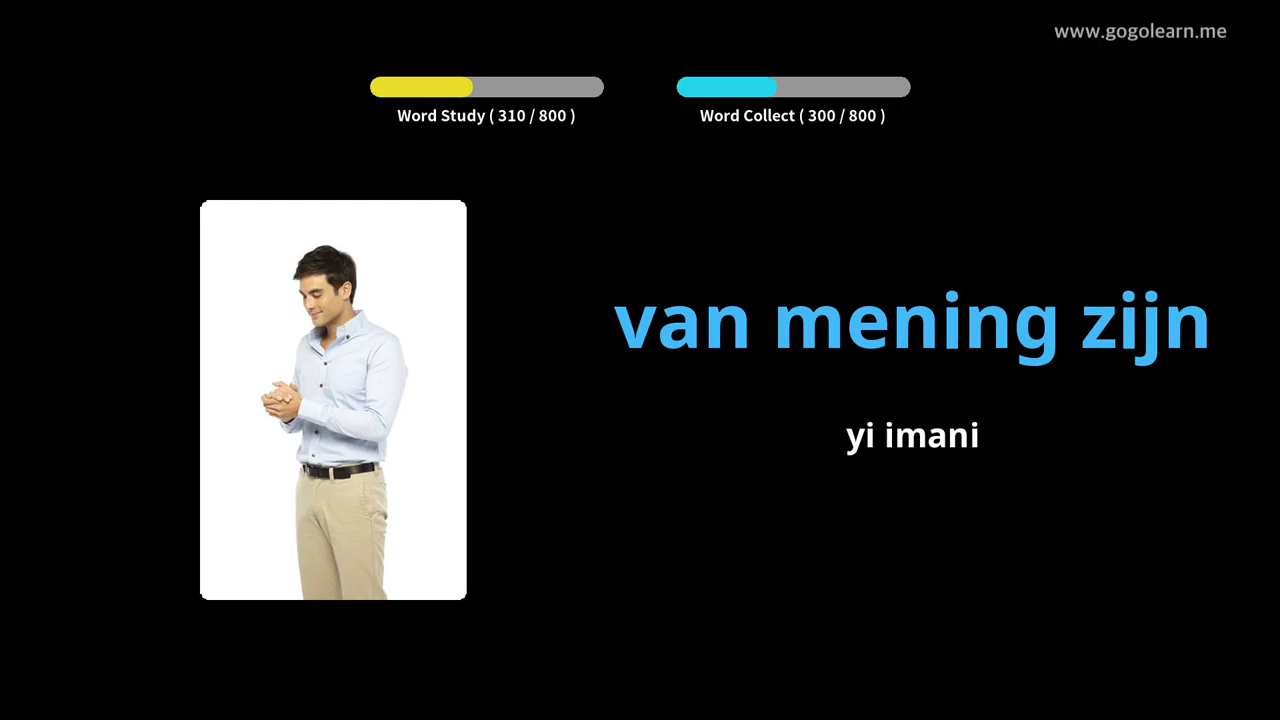 www.gogolearn.me
Word Study ( 310 / 800 )
Word Collect ( 300 / 800 )
van mening zijn
yi imani